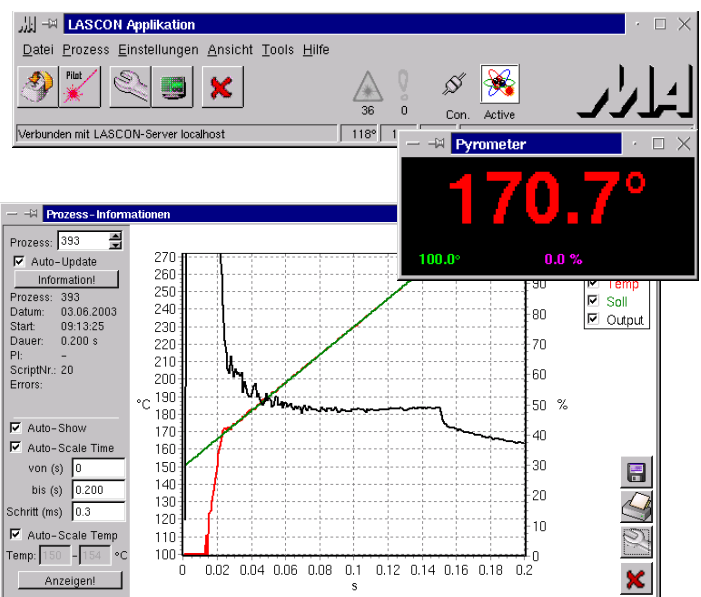 LASCON Applikation
Datei Prozess Einstellungen Ansicht Tools Hilfe
Pilot
36 0 Con. Active
Verbunden mit LASCON-Server localhost 118°
Pyrometer
170.7°
100.0° 0.0 %
Prozess-Informationen
Prozess: 393
Auto-Update
Information!
Prozess: 393
Datum: 03.06.2003
Start: 09:13:25
Dauer: 0.200 s
PI: –
ScriptNr.: 20
Errors:
Auto-Show
Auto-Scale Time
von (s) 0
bis (s) 0.200
Schritt (ms) 0.3
Auto-Scale Temp
Temp: 150 - 154 °C
Anzeigen!
270
260
250
240
230
220
210
200
190
180
170
160
150
140
130
120
110
100
°C
90
80
70
60
50
40
30
20
10
0
%
0 0.02 0.04 0.06 0.08 0.1 0.12 0.14 0.16 0.18 0.2
s
Temp
Soll
Output